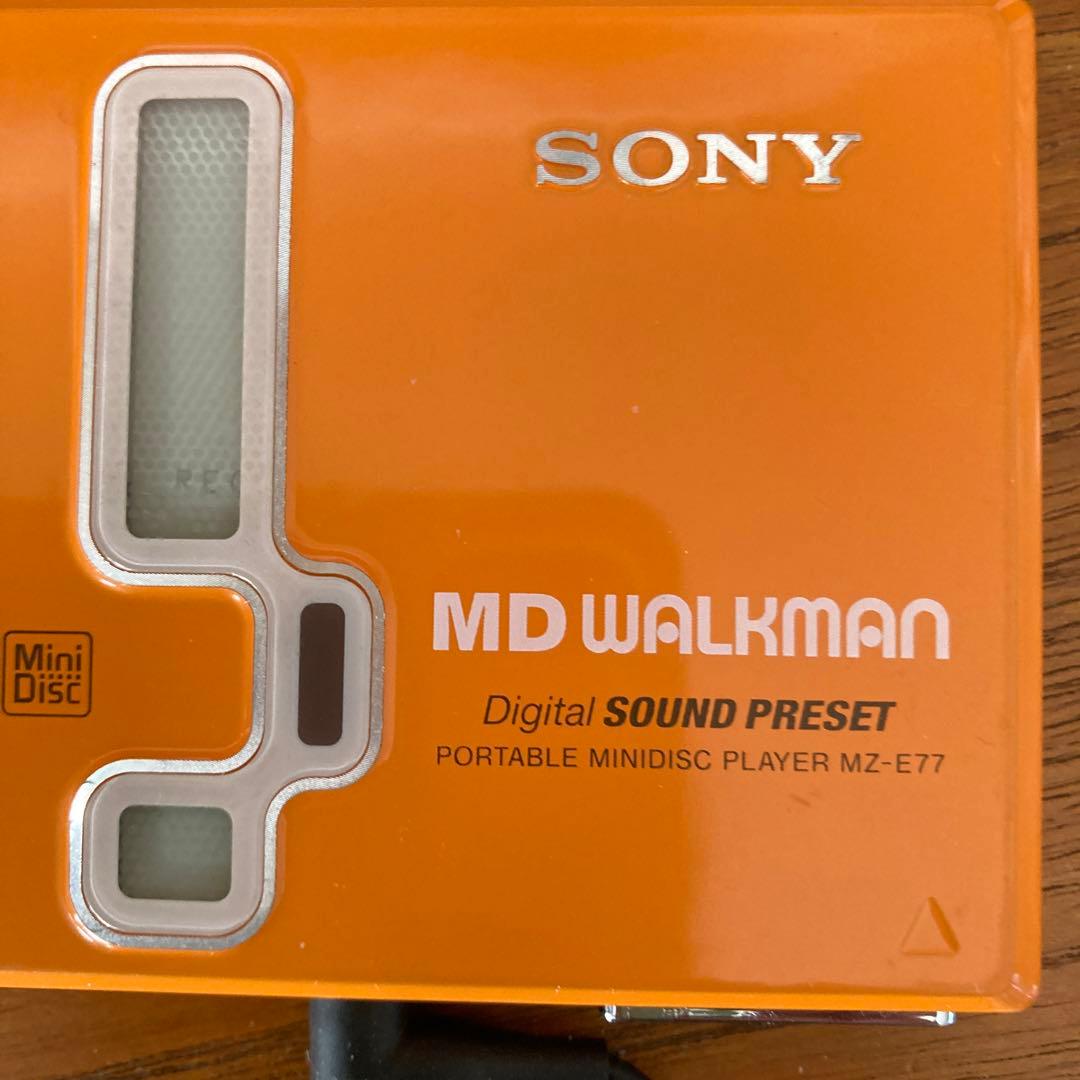 SONY
MD WALKMAN
Mini
Disc
Digital SOUND PRESET
PORTABLE MINIDISC PLAYER MZ-E77